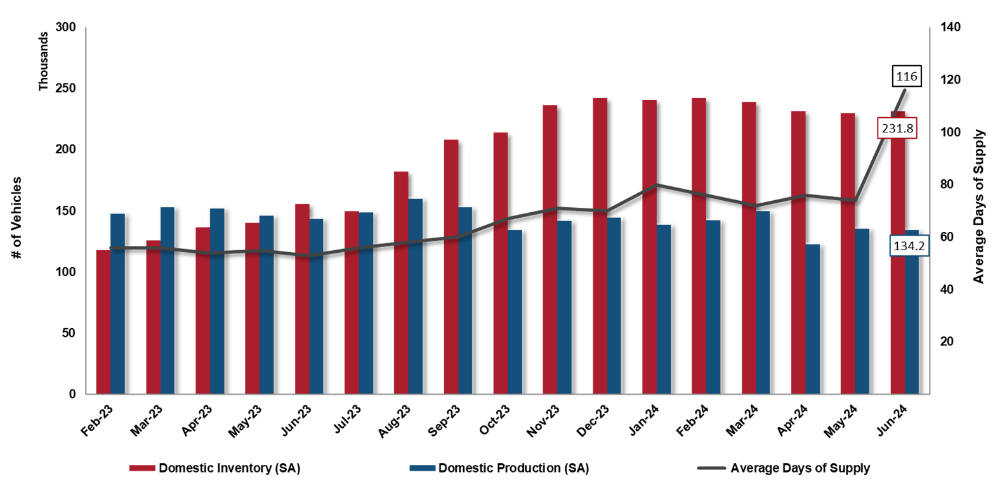 Thousands
# of Vehicles
300
250
200
150
100
50
0
140
120
100
80
60
40
20
Average Days of Supply
116
231.8
134.2
Feb-23
Mar-23
Apr-23
May-23
Jun-23
Jul-23
Aug-23
Sep-23
Oct-23
Nov-23
Dec-23
Jan-24
Feb-24
Mar-24
Apr-24
May-24
Jun-24
Domestic Inventory (SA)
Domestic Production (SA)
Average Days of Supply